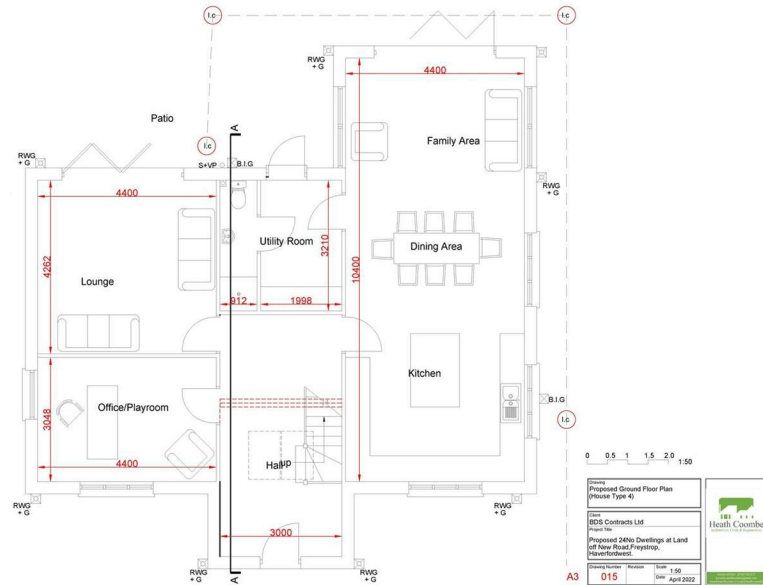 I.c
I.c
RWG
+ G
4400
Family Area
Patio
A
I.c
RWG
+ G
S+VP
B.I.G
RWG
+ G
4400
4262
Utility Room
3210
Dining Area
10400
Lounge
912
1998
Kitchen
B.I.G
I.c
Office/Playroom
3048
4400
Hall
up
RWG
+ G
RWG
+ G
3000
RWG
+ G
RWG
+ G
A
0 0.5 1 1.5 2.0
1:50
Drawing
Proposed Ground Floor Plan
(House Type 4)
Client
BDS Contracts Ltd
Project Title
Proposed 24No Dwellings at Land
off New Road,Freystrop,
Haverfordwest.
Drawing Number
Revision
Scale 1:50
A3
015
Date April 2022
Heath Coombe